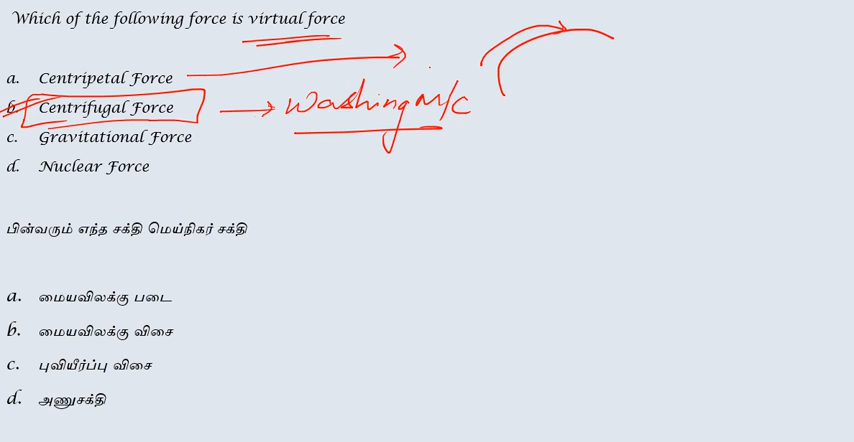 Which of the following force is virtual force
a. Centripetal Force
b. Centrifugal Force → Washing M/C
c. Gravitational Force
d. Nuclear Force
பின்வரும் எந்த சக்தி மெய்நிகர் சக்தி
a. மையவிலக்கு படை
b. மையவிலக்கு விசை
c. புவியீர்ப்பு விசை
d. அணுசக்தி